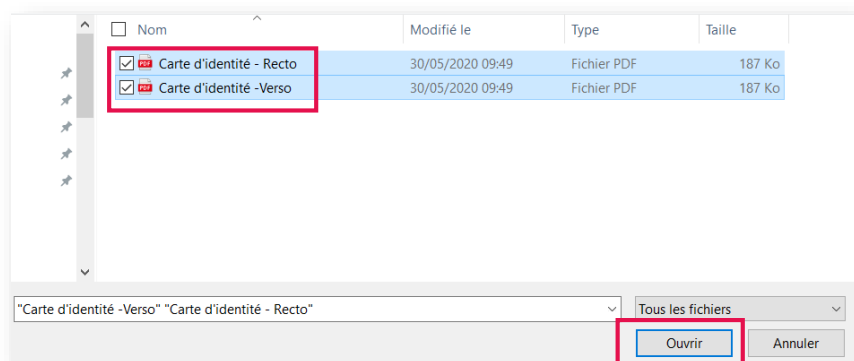 Nom Modifié le Type Taille
PDF Carte d'identité - Recto 30/05/2020 09:49 Fichier PDF 187 Ko
PDF Carte d'identité -Verso 30/05/2020 09:49 Fichier PDF 187 Ko
"Carte d'identité -Verso" "Carte d'identité - Recto" Tous les fichiers
Ouvrir Annuler